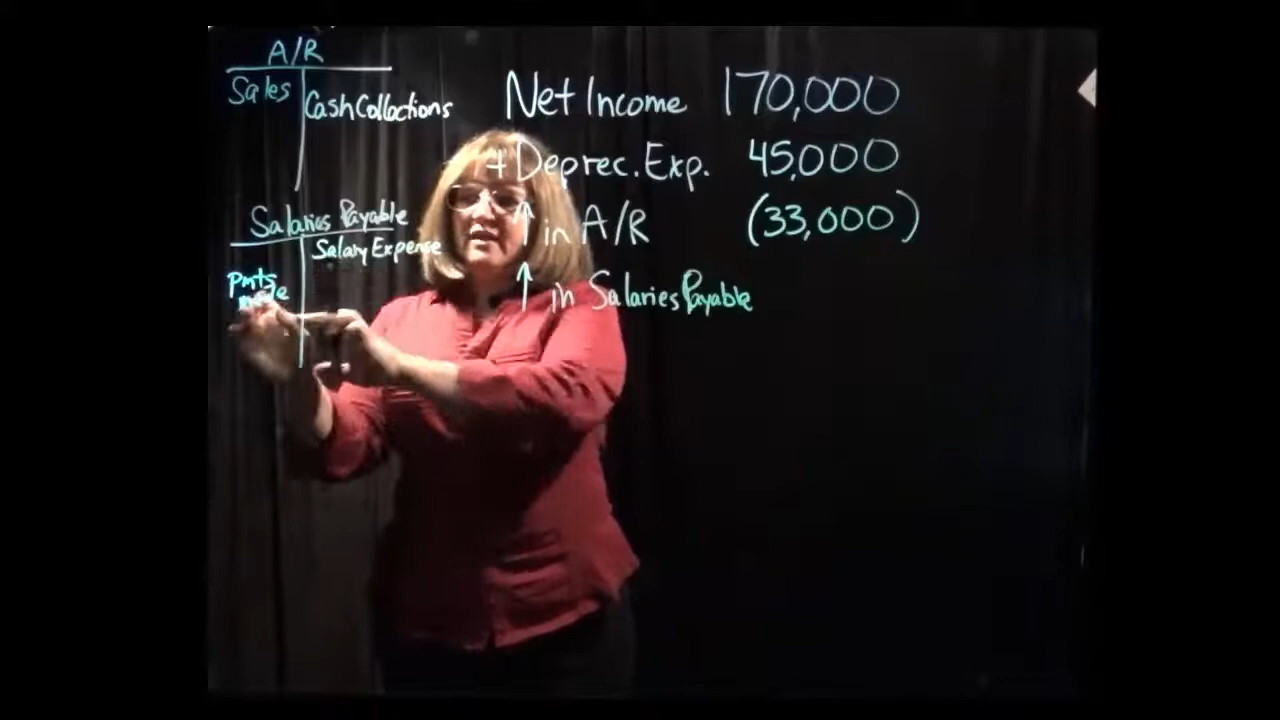 A/R
Sales
Cash Collections
Salaries Payable
Salary Expense
Pmts
made
Net Income 170,000
+ Deprec. Exp. 45,000
↑ in A/R (33,000)
↑ in Salaries Payable